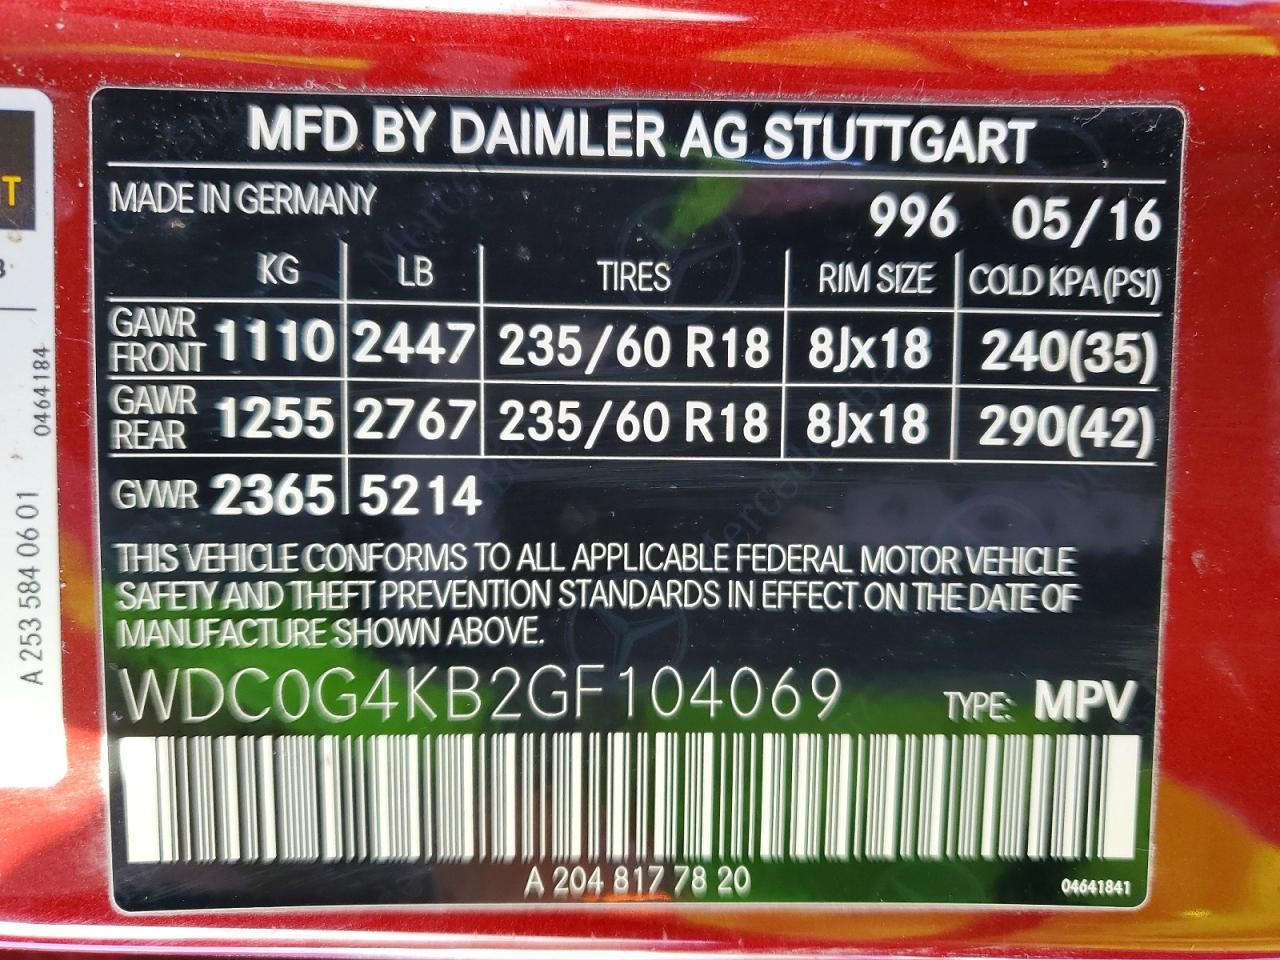 MFD BY DAIMLER AG STUTTGART
MADE IN GERMANY 996 05/16
KG LB TIRES RIM SIZE COLD KPA(PSI)
GAWR FRONT 1110 2447 235/60 R18 8Jx18 240(35)
GAWR REAR 1255 2767 235/60 R18 8Jx18 290(42)
GVWR 2365 5214
THIS VEHICLE CONFORMS TO ALL APPLICABLE FEDERAL MOTOR VEHICLE
SAFETY AND THEFT PREVENTION STANDARDS IN EFFECT ON THE DATE OF
MANUFACTURE SHOWN ABOVE.
WDC0G4KB2GF104069 TYPE: MPV
A 204 817 78 20 04641841
T
0464184
A 253 584 06 01